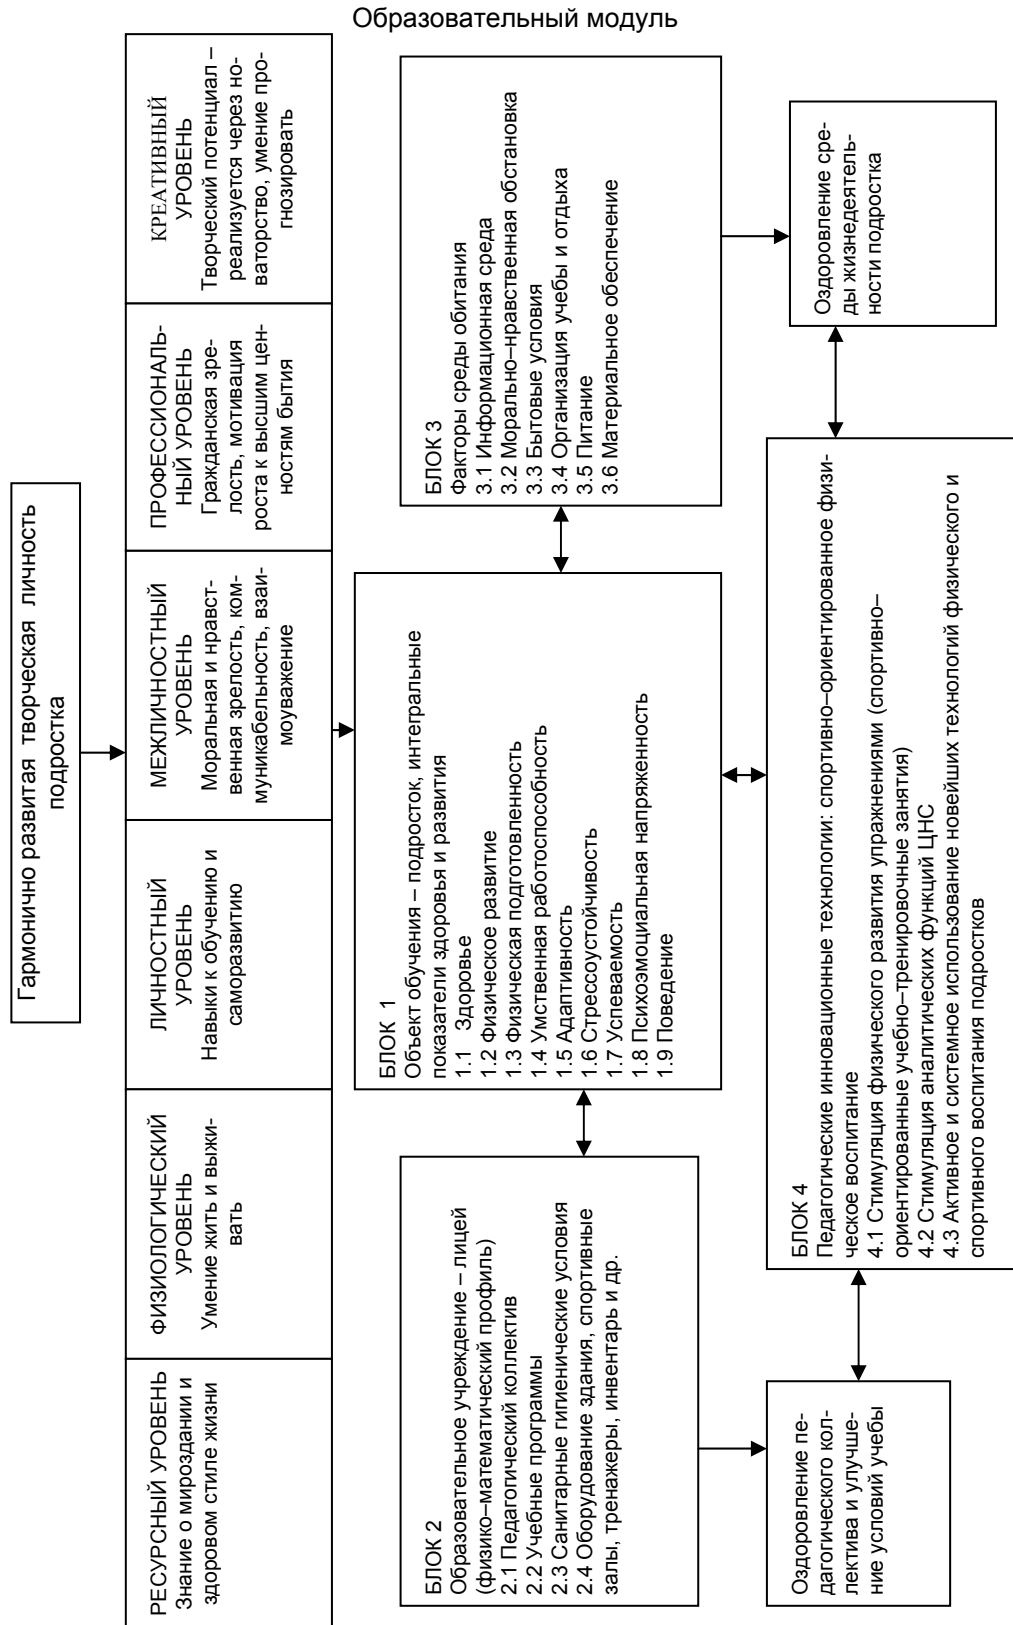 Образовательный модуль
Гармонично развитая творческая личность
подростка
РЕСУРСНЫЙ УРОВЕНЬ
Знание о мироздании и
здоровом стиле жизни
ФИЗИОЛОГИЧЕСКИЙ
УРОВЕНЬ
Умение жить и выжи-
вать
ЛИЧНОСТНЫЙ
УРОВЕНЬ
Навыки к обучению и
саморазвитию
МЕЖЛИЧНОСТНЫЙ
УРОВЕНЬ
Моральная и нравст-
венная зрелость, ком-
муникабельность, взаи-
моуважение
ПРОФЕССИОНАЛЬ-
НЫЙ УРОВЕНЬ
Гражданская зре-
лость, мотивация
роста к высшим цен-
ностям бытия
КРЕАТИВНЫЙ
УРОВЕНЬ
Творческий потенциал –
реализуется через но-
ваторство, умение про-
гнозировать
БЛОК 2
Образовательное учреждение – лицей
(физико–математический профиль)
2.1 Педагогический коллектив
2.2 Учебные программы
2.3 Санитарные гигиенические условия
2.4 Оборудование здания, спортивные
залы, тренажеры, инвентарь и др.
БЛОК 1
Объект обучения – подросток, интегральные
показатели здоровья и развития
1.1 Здоровье
1.2 Физическое развитие
1.3 Физическая подготовленность
1.4 Умственная работоспособность
1.5 Адаптивность
1.6 Стрессоустойчивость
1.7 Успеваемость
1.8 Психоэмоциальная напряженность
1.9 Поведение
БЛОК 3
Факторы среды обитания
3.1 Информационная среда
3.2 Морально–нравственная обстановка
3.3 Бытовые условия
3.4 Организация учебы и отдыха
3.5 Питание
3.6 Материальное обеспечение
Оздоровление пе-
дагогического кол-
лектива и улучше-
ние условий учебы
БЛОК 4
Педагогические инновационные технологии: спортивно–ориентированное физи-
ческое воспитание
4.1 Стимуляция физического развития упражнениями (спортивно–
ориентированные учебно–тренировочные занятия)
4.2 Стимуляция аналитических функций ЦНС
4.3 Активное и системное использование новейших технологий физического и
спортивного воспитания подростков
Оздоровление сре-
ды жизнедеятель-
ности подростка